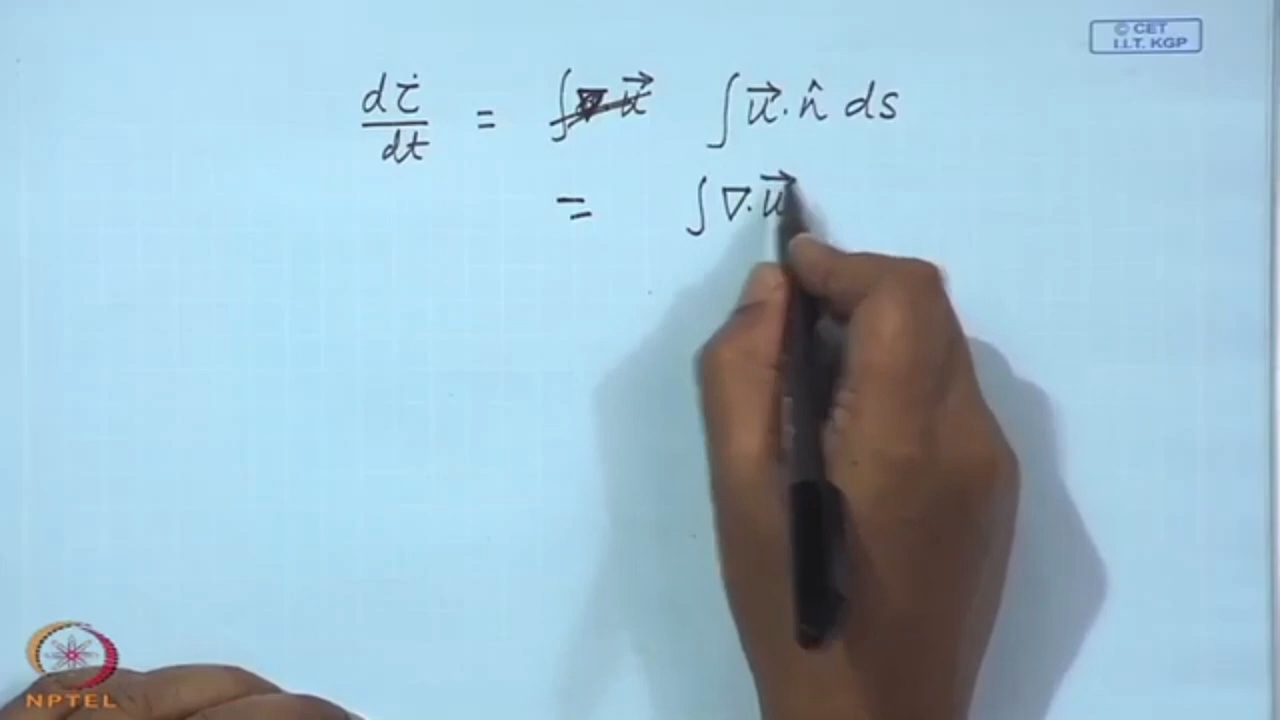 © CET
I.I.T. KGP
dτ/dt = ∫u⃗·n̂ ds
= ∫∇·u⃗
NPTEL